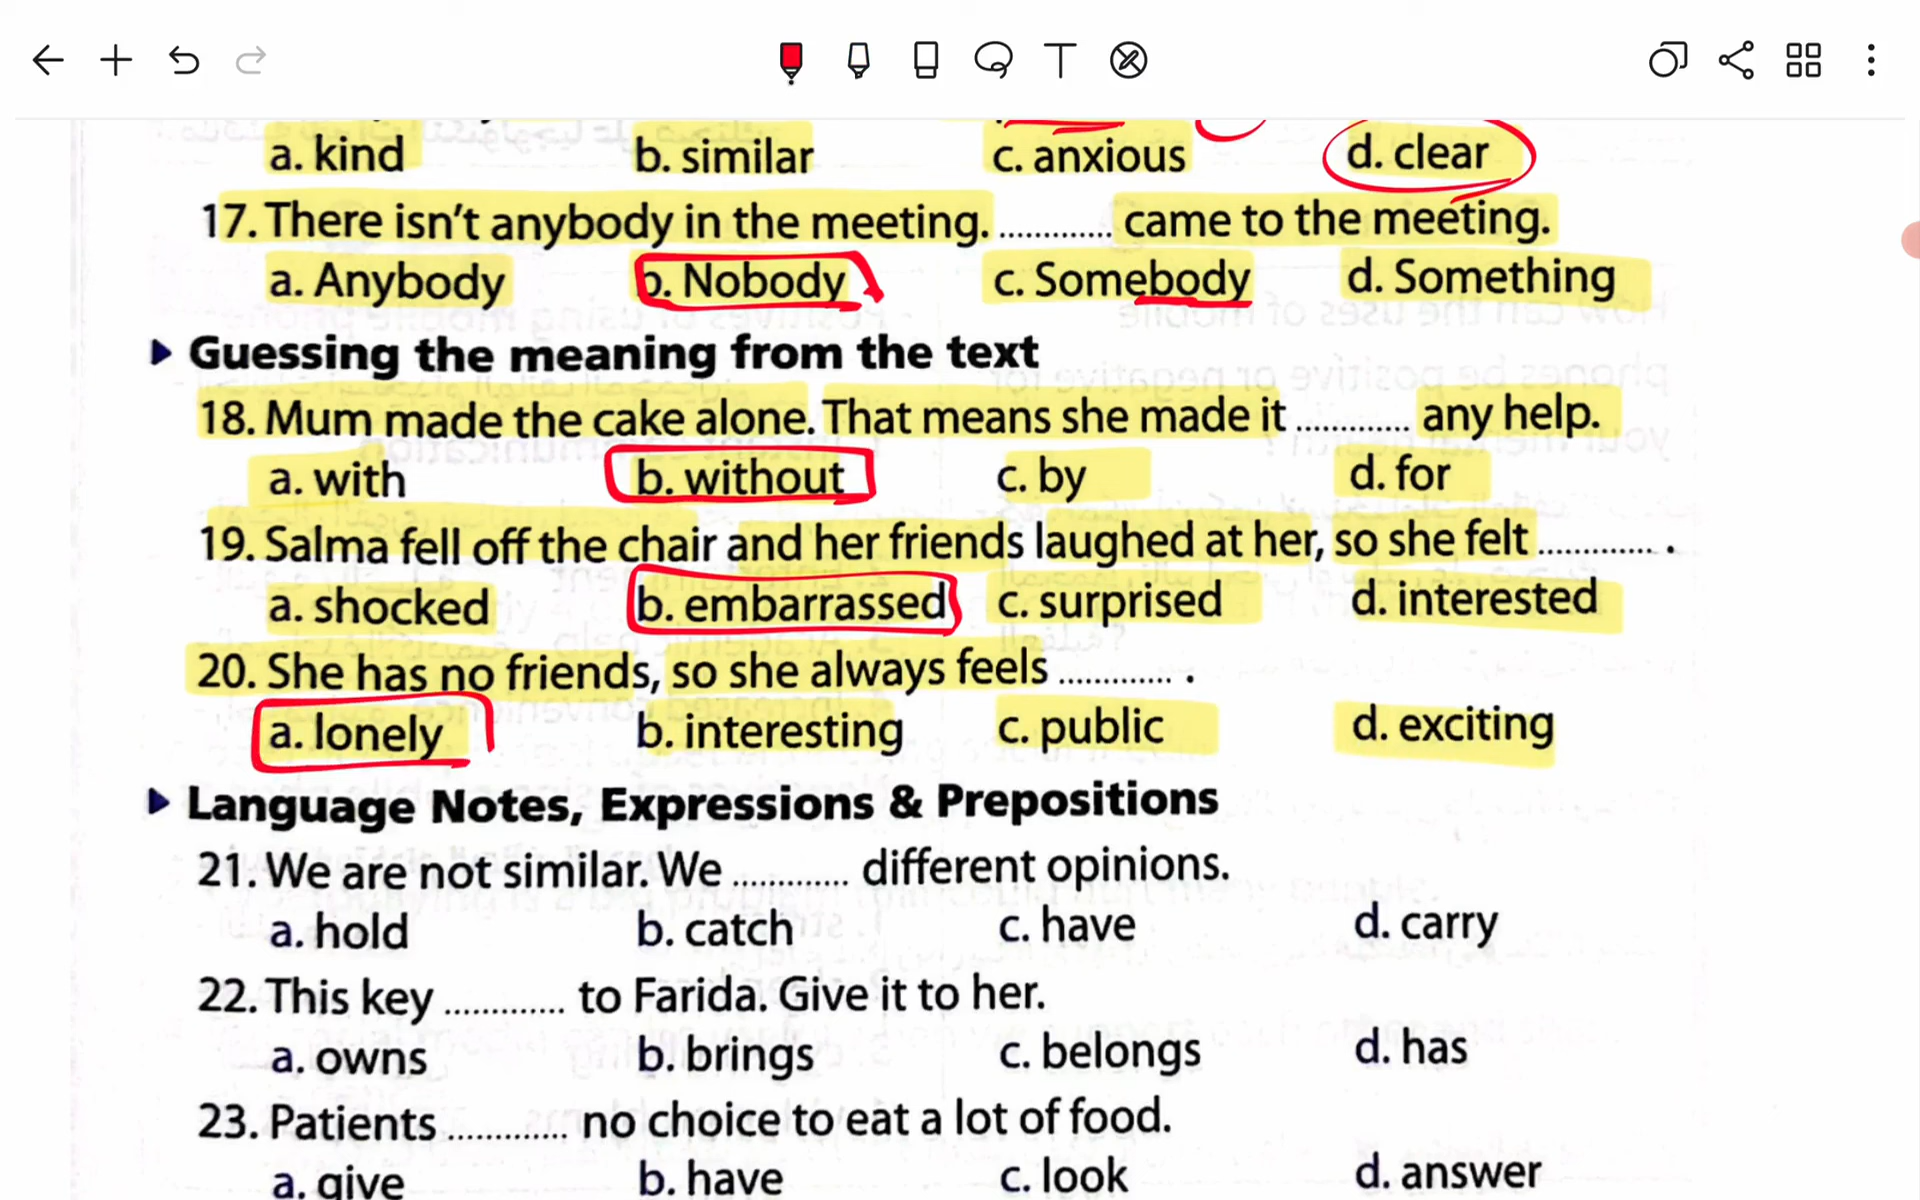 a. kind b. similar c. anxious d. clear
17. There isn't anybody in the meeting. ............. came to the meeting.
a. Anybody b. Nobody c. Somebody d. Something
Guessing the meaning from the text
18. Mum made the cake alone. That means she made it ............. any help.
a. with b. without c. by d. for
19. Salma fell off the chair and her friends laughed at her, so she felt ............. .
a. shocked b. embarrassed c. surprised d. interested
20. She has no friends, so she always feels ............. .
a. lonely b. interesting c. public d. exciting
Language Notes, Expressions & Prepositions
21. We are not similar. We ............. different opinions.
a. hold b. catch c. have d. carry
22. This key ............. to Farida. Give it to her.
a. owns b. brings c. belongs d. has
23. Patients ............. no choice to eat a lot of food.
a. give b. have c. look d. answer